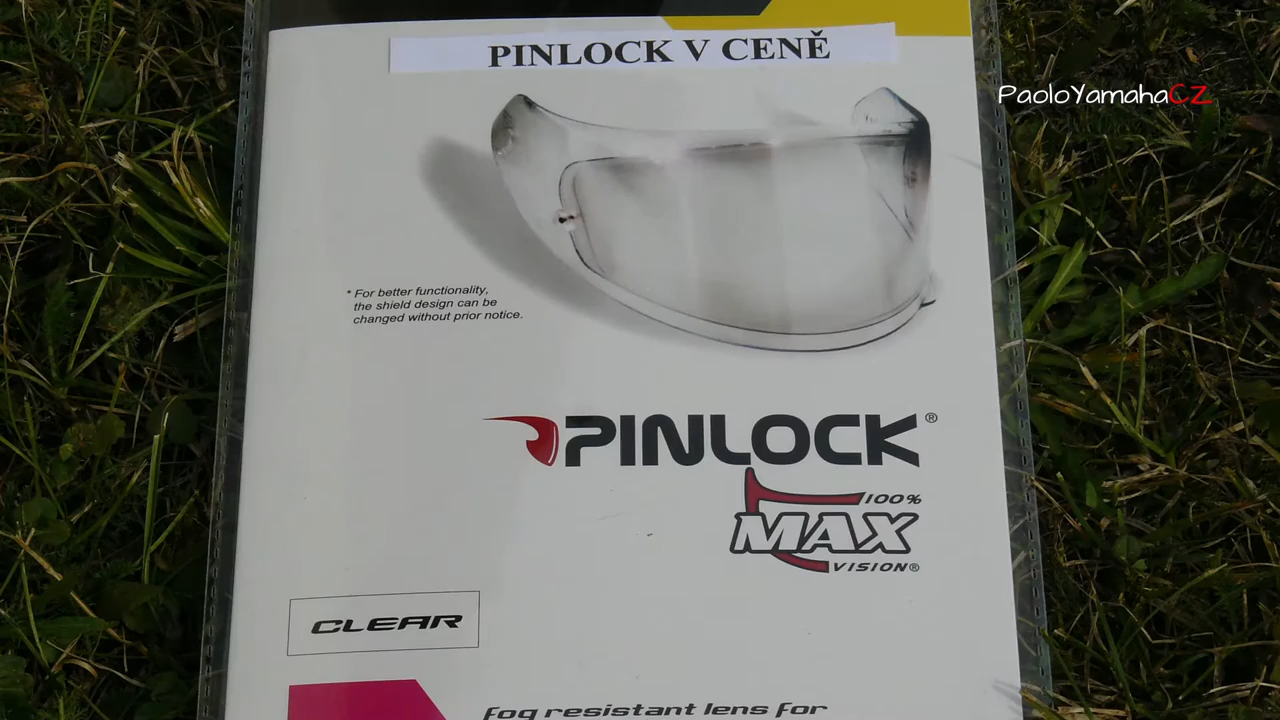 PINLOCK V CENĚ
PaoloYamahaCZ
* For better functionality,
the shield design can be
changed without prior notice.
PINLOCK®
100%
MAX
VISION®
CLEAR
fog resistant lens for